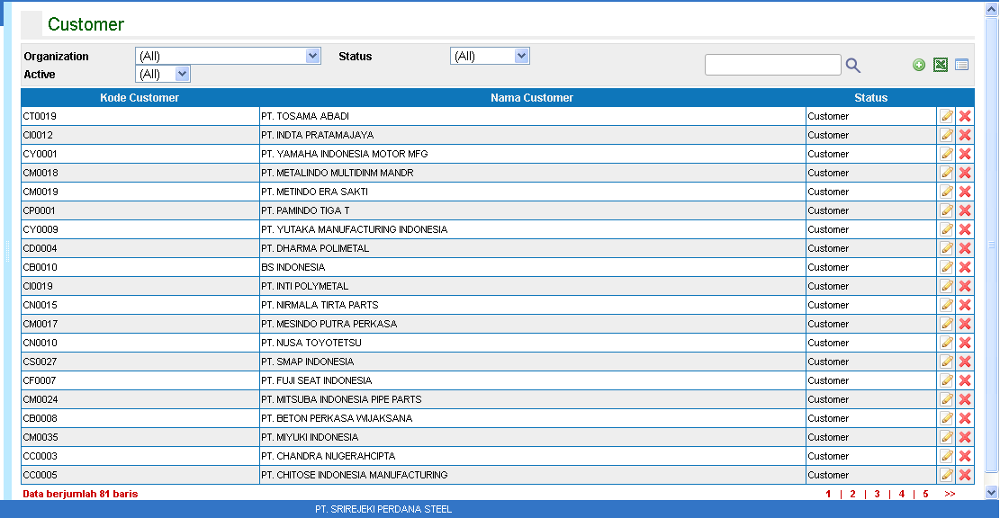 Customer
Organization (All) Status (All)
Active (All)
Kode Customer Nama Customer Status
CT0019 PT. TOSAMA ABADI Customer
CI0012 PT. INDTA PRATAMAJAYA Customer
CY0001 PT. YAMAHA INDONESIA MOTOR MFG Customer
CM0018 PT. METALINDO MULTIDINM MANDR Customer
CM0019 PT. METINDO ERA SAKTI Customer
CP0001 PT. PAMINDO TIGA T Customer
CY0009 PT. YUTAKA MANUFACTURING INDONESIA Customer
CD0004 PT. DHARMA POLIMETAL Customer
CB0010 BS INDONESIA Customer
CI0019 PT. INTI POLYMETAL Customer
CN0015 PT. NIRMALA TIRTA PARTS Customer
CM0017 PT. MESINDO PUTRA PERKASA Customer
CN0010 PT. NUSA TOYOTETSU Customer
CS0027 PT. SMAP INDONESIA Customer
CF0007 PT. FUJI SEAT INDONESIA Customer
CM0024 PT. MITSUBA INDONESIA PIPE PARTS Customer
CB0008 PT. BETON PERKASA WIJAKSANA Customer
CM0035 PT. MIYUKI INDONESIA Customer
CC0003 PT. CHANDRA NUGERAHCIPTA Customer
CC0005 PT. CHITOSE INDONESIA MANUFACTURING Customer
Data berjumlah 81 baris 1 | 2 | 3 | 4 | 5 >>
PT. SRIREJEKI PERDANA STEEL